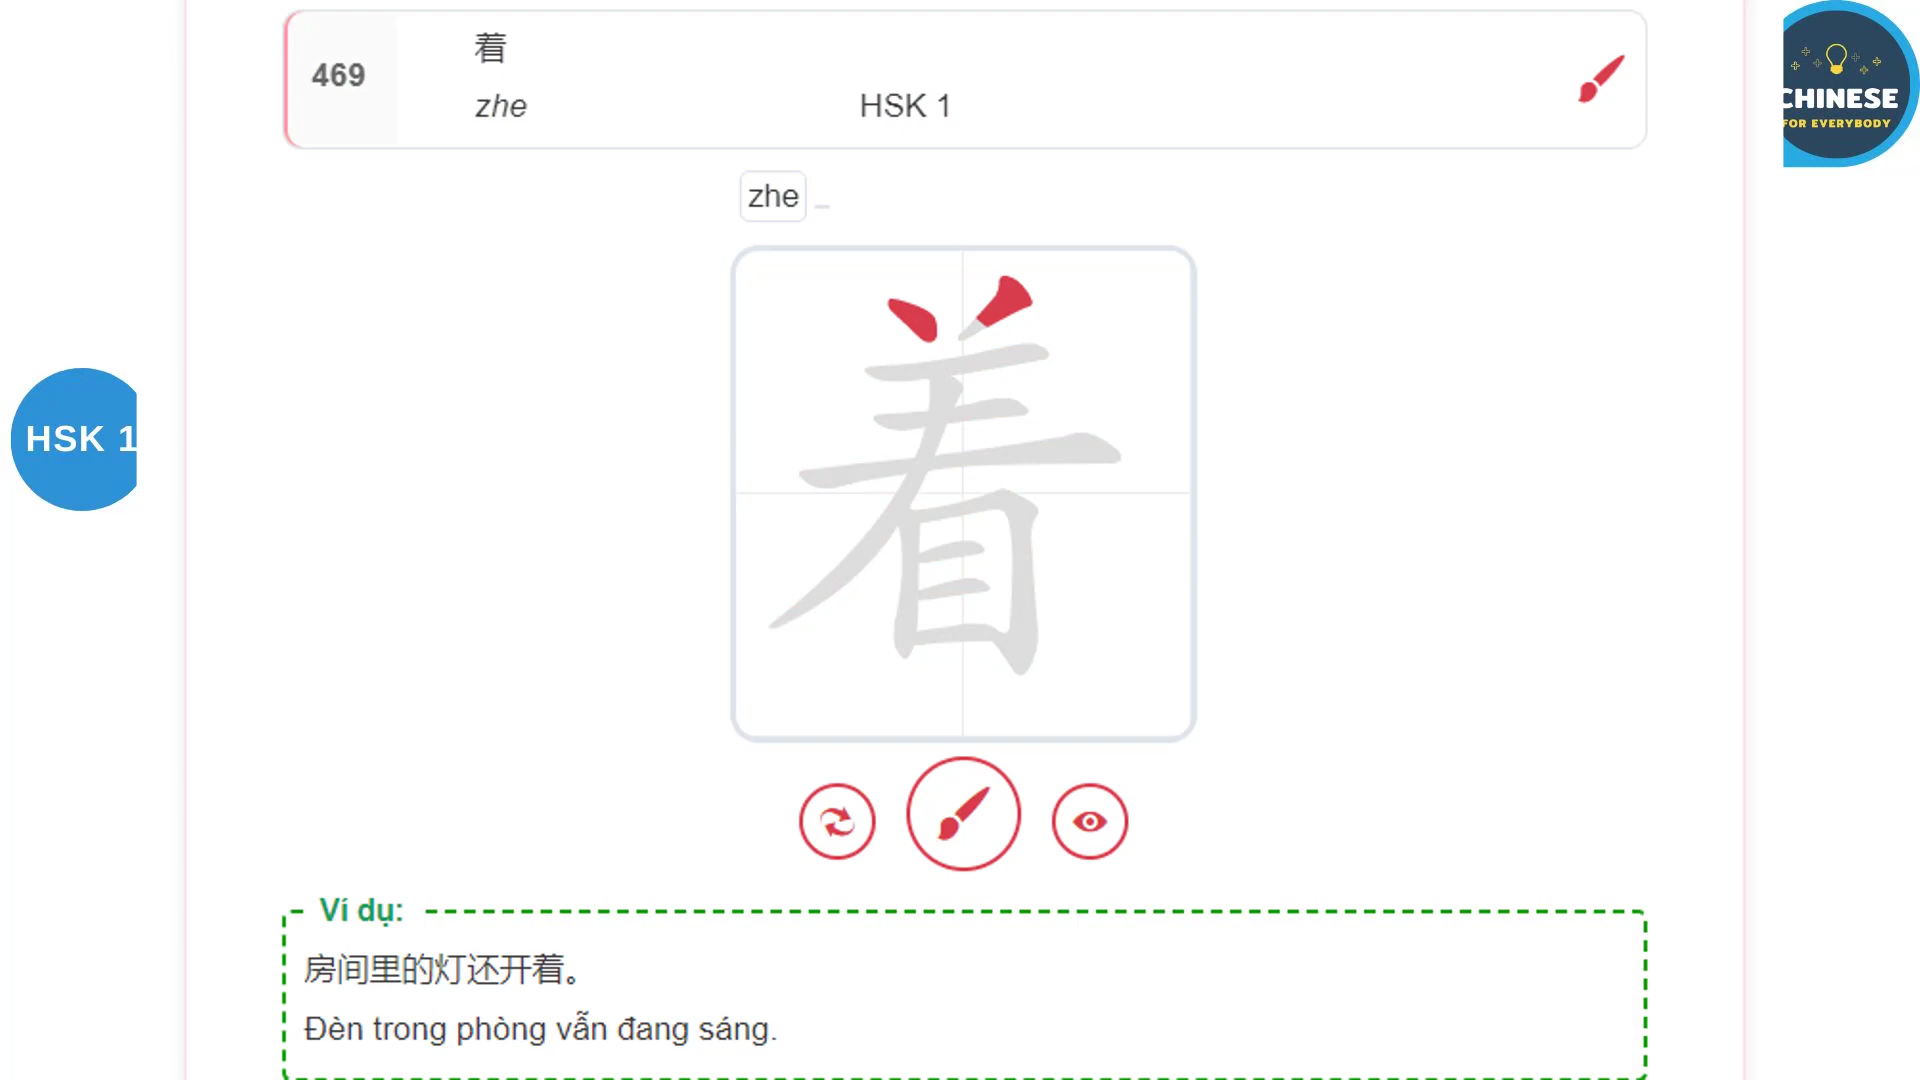 469
着
zhe
HSK 1
CHINESE
FOR EVERYBODY
zhe
着
HSK 1
Ví dụ:
房间里的灯还开着。
Đèn trong phòng vẫn đang sáng.